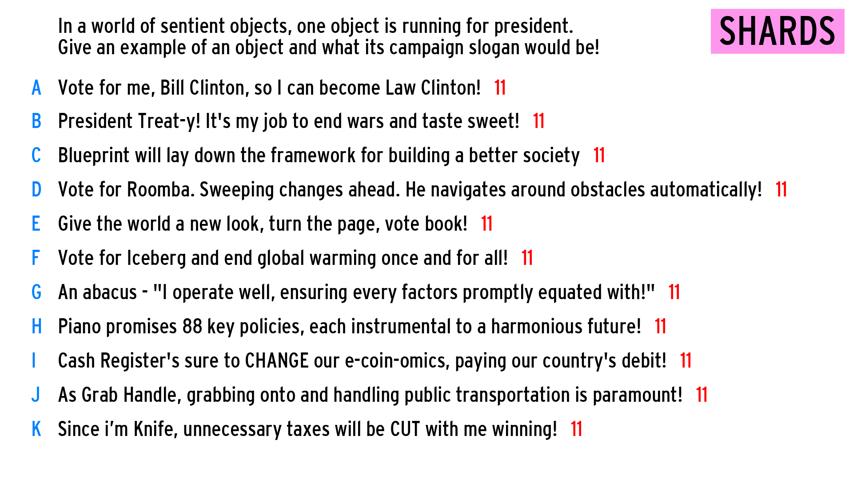 In a world of sentient objects, one object is running for president.
Give an example of an object and what its campaign slogan would be!
SHARDS
A Vote for me, Bill Clinton, so I can become Law Clinton! 11
B President Treat-y! It's my job to end wars and taste sweet! 11
C Blueprint will lay down the framework for building a better society 11
D Vote for Roomba. Sweeping changes ahead. He navigates around obstacles automatically! 11
E Give the world a new look, turn the page, vote book! 11
F Vote for Iceberg and end global warming once and for all! 11
G An abacus - "I operate well, ensuring every factors promptly equated with!" 11
H Piano promises 88 key policies, each instrumental to a harmonious future! 11
I Cash Register's sure to CHANGE our e-coin-omics, paying our country's debit! 11
J As Grab Handle, grabbing onto and handling public transportation is paramount! 11
K Since i’m Knife, unnecessary taxes will be CUT with me winning! 11